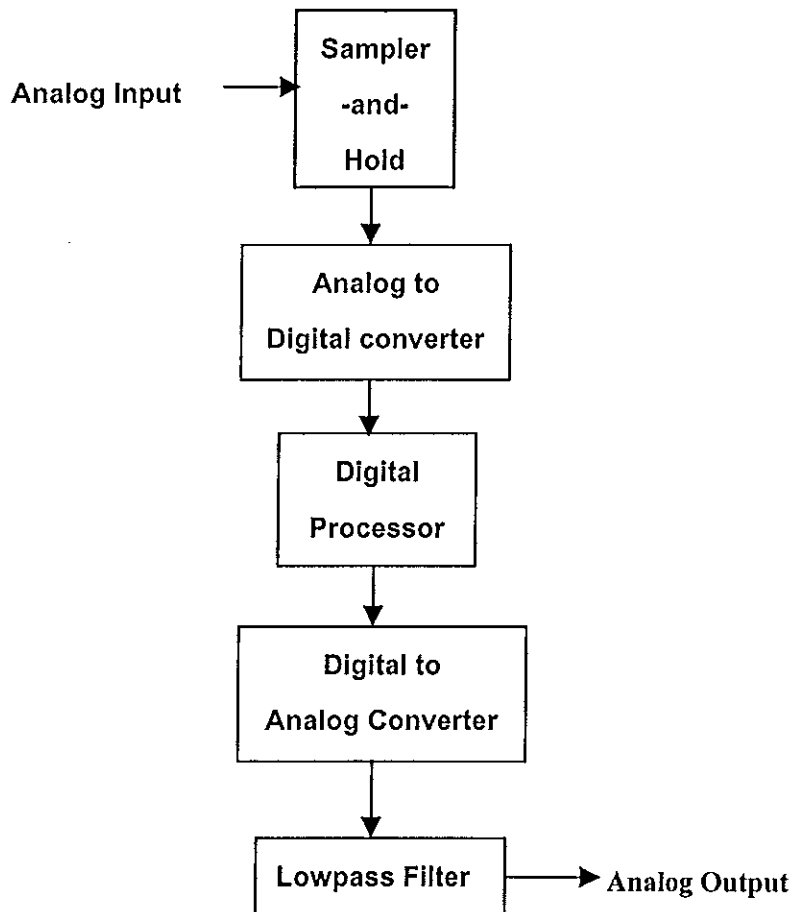 Sampler
Analog Input
-and-
Hold
Analog to
Digital converter
Digital
Processor
Digital to
Analog Converter
Lowpass Filter
Analog Output